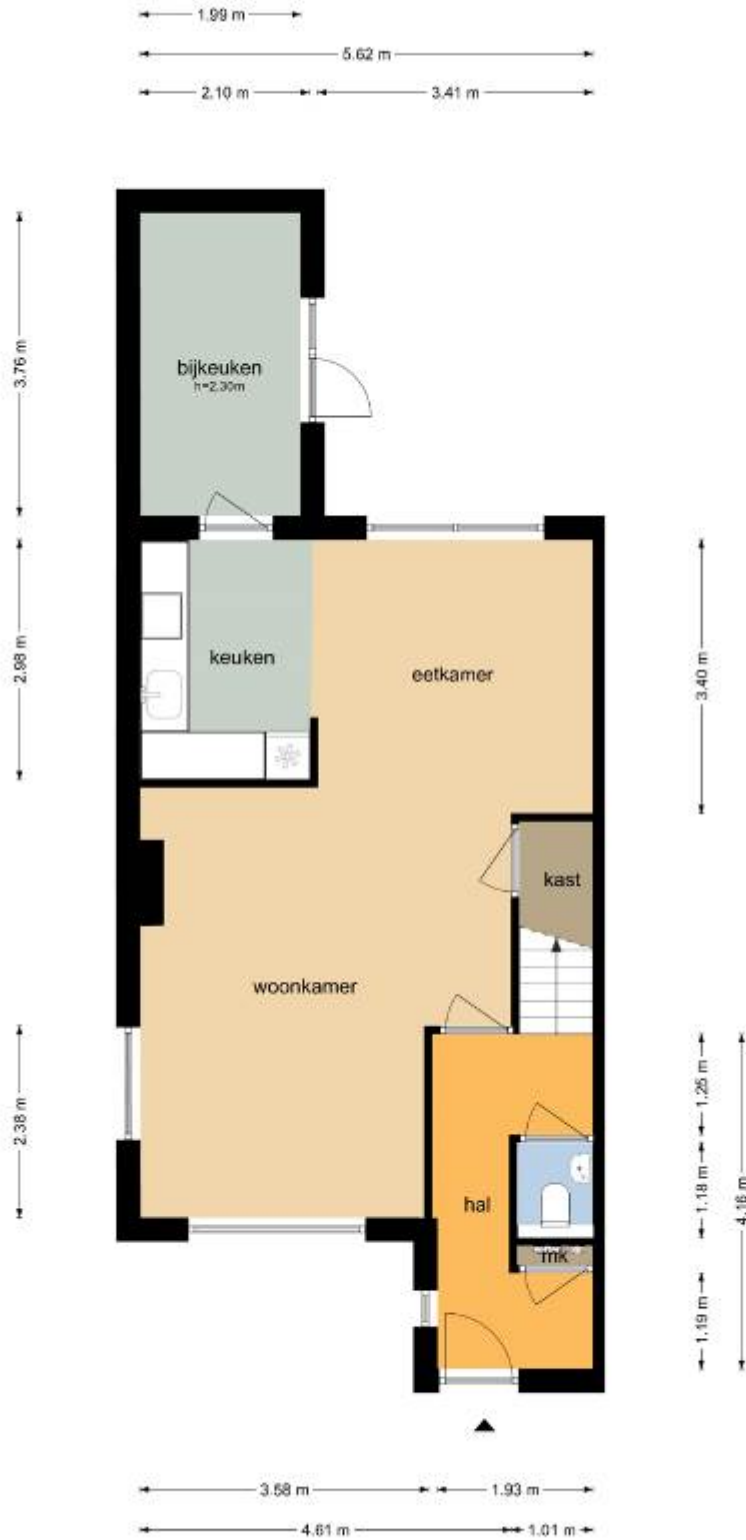 1.99 m
5.62 m
2.10 m
3.41 m
3.76 m
bijkeuken
h=2.30m
2.98 m
keuken
eetkamer
3.40 m
kast
woonkamer
2.38 m
1.25 m
1.18 m
4.16 m
hal
mk
1.19 m
3.58 m
1.93 m
4.61 m
1.01 m